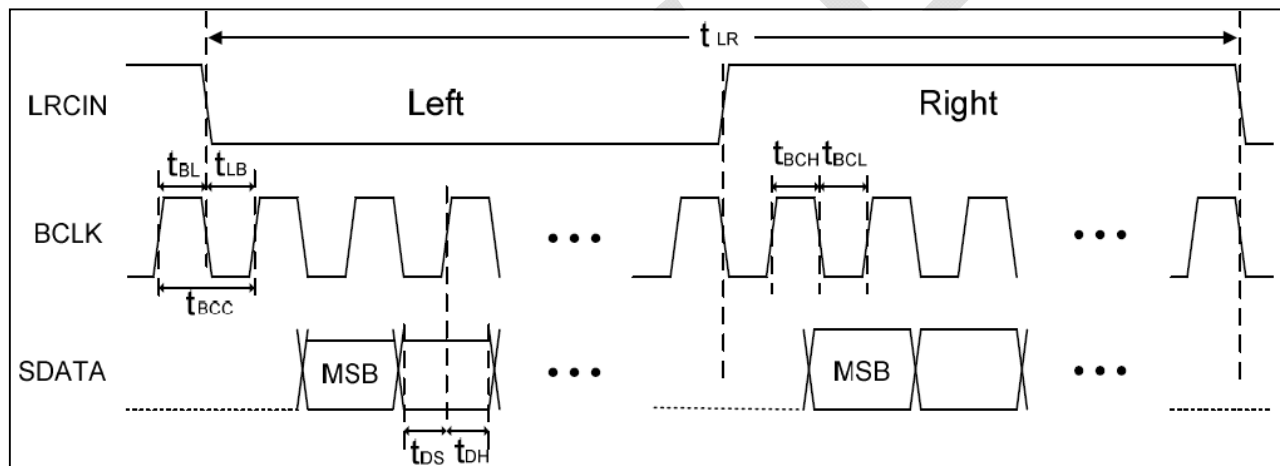 tLR
LRCIN Left Right
tBL tLB tBCH tBCL
BCLK ••• •••
tBCC
SDATA MSB ••• MSB •••
tDS tDH